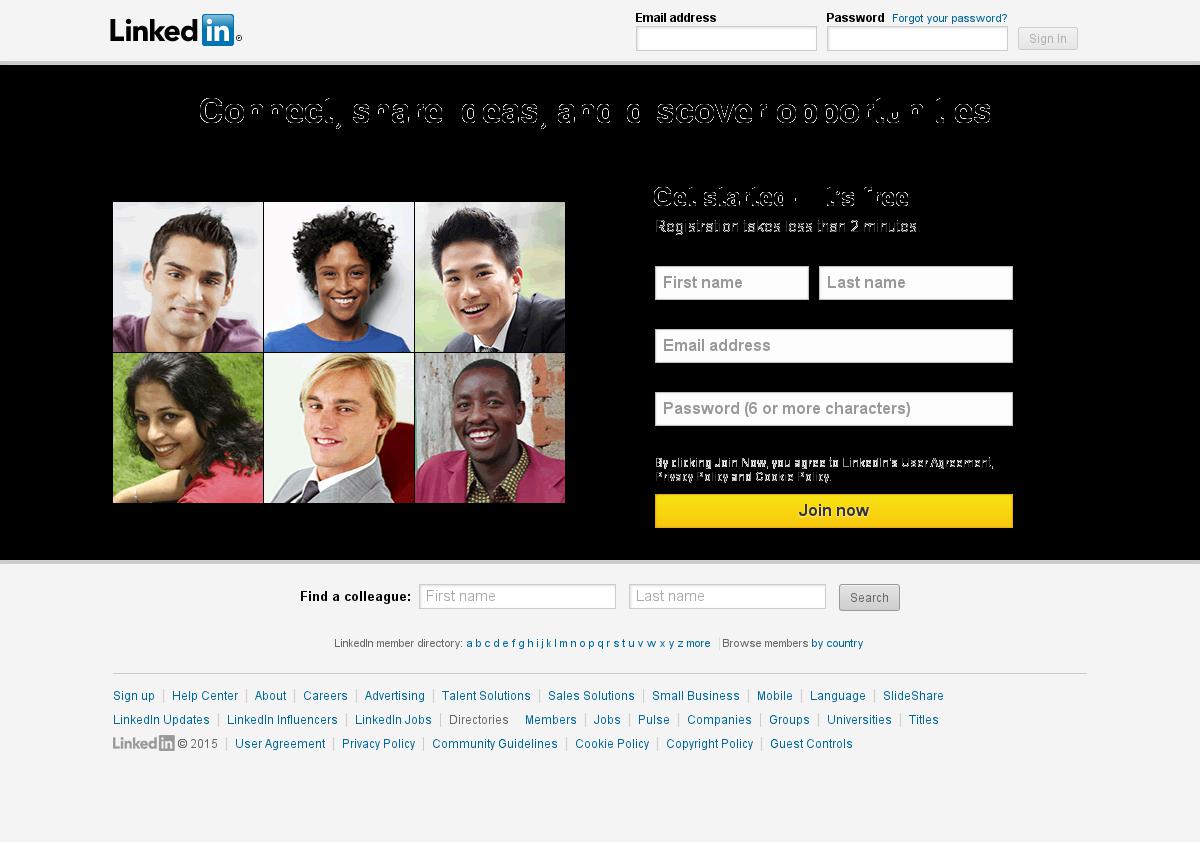 LinkedIn®
Email address
Password Forgot your password?
Sign In
Connect, share ideas, and discover opportunities
Get started - it's free
Registration takes less than 2 minutes
First name Last name
Email address
Password (6 or more characters)
By clicking Join Now, you agree to LinkedIn's User Agreement,
Privacy Policy and Cookie Policy.
Join now
Find a colleague: First name Last name Search
LinkedIn member directory: a b c d e f g h i j k l m n o p q r s t u v w x y z more Browse members by country
Sign up Help Center About Careers Advertising Talent Solutions Sales Solutions Small Business Mobile Language SlideShare
LinkedIn Updates LinkedIn Influencers LinkedIn Jobs Directories Members Jobs Pulse Companies Groups Universities Titles
LinkedIn © 2015 User Agreement Privacy Policy Community Guidelines Cookie Policy Copyright Policy Guest Controls